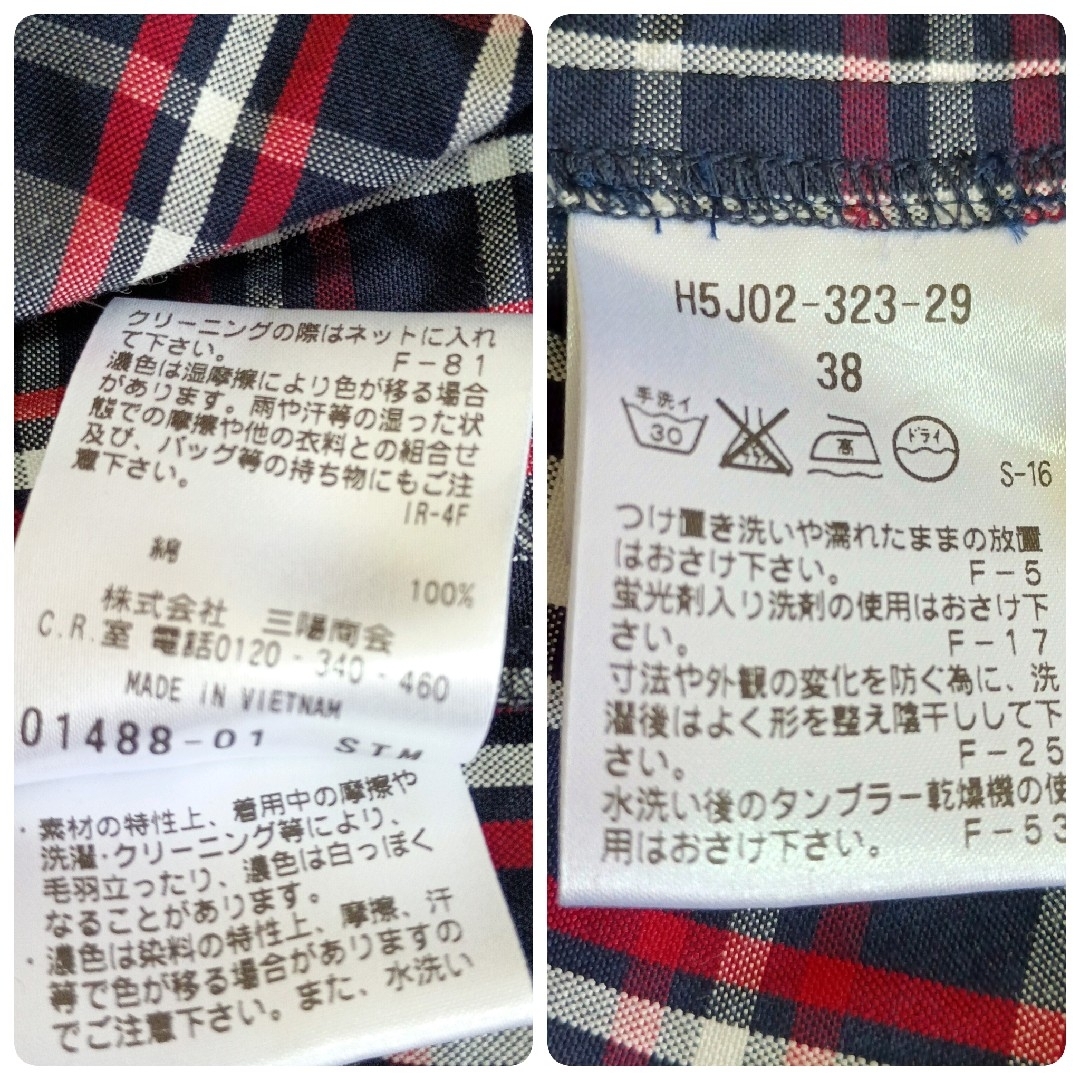 クリーニングの際はネットに入れ
て下さい。 F-81
濃色は湿摩擦により色が移る場合
があります。雨や汗等の湿った状
態での摩擦や他の衣料との組合せ
及び、バッグ等の持ち物にもご注
意下さい。
IR-4F
綿
100%
株式会社 三陽商会
C.R.室 電話0120-340-460
MADE IN VIETNAM
01488-01 STM
・素材の特性上、着用中の摩擦や
洗濯・クリーニング等により、
毛羽立ったり、濃色は白っぽく
なることがあります。
・濃色は染料の特性上、摩擦、汗
等で色が移る場合がありますの
でご注意下さい。また、水洗い
H5J02-323-29
38
手洗イ
30
高
ドライ
S-16
つけ置き洗いや濡れたままの放置
はおさけ下さい。 F-5
蛍光剤入り洗剤の使用はおさけ下
さい。 F-17
寸法や外観の変化を防ぐ為に、洗
濯後はよく形を整え陰干しして下
さい。 F-25
水洗い後のタンブラー乾燥機の使
用はおさけ下さい。 F-53